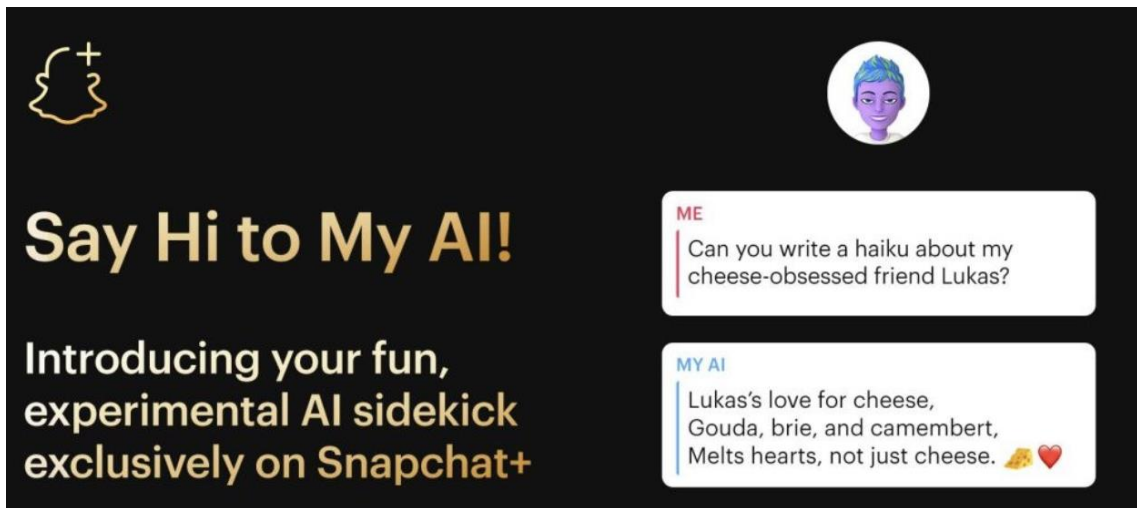 Say Hi to My AI!
Introducing your fun,
experimental AI sidekick
exclusively on Snapchat+
ME
Can you write a haiku about my
cheese-obsessed friend Lukas?
MY AI
Lukas’s love for cheese,
Gouda, brie, and camembert,
Melts hearts, not just cheese. 🧀❤️